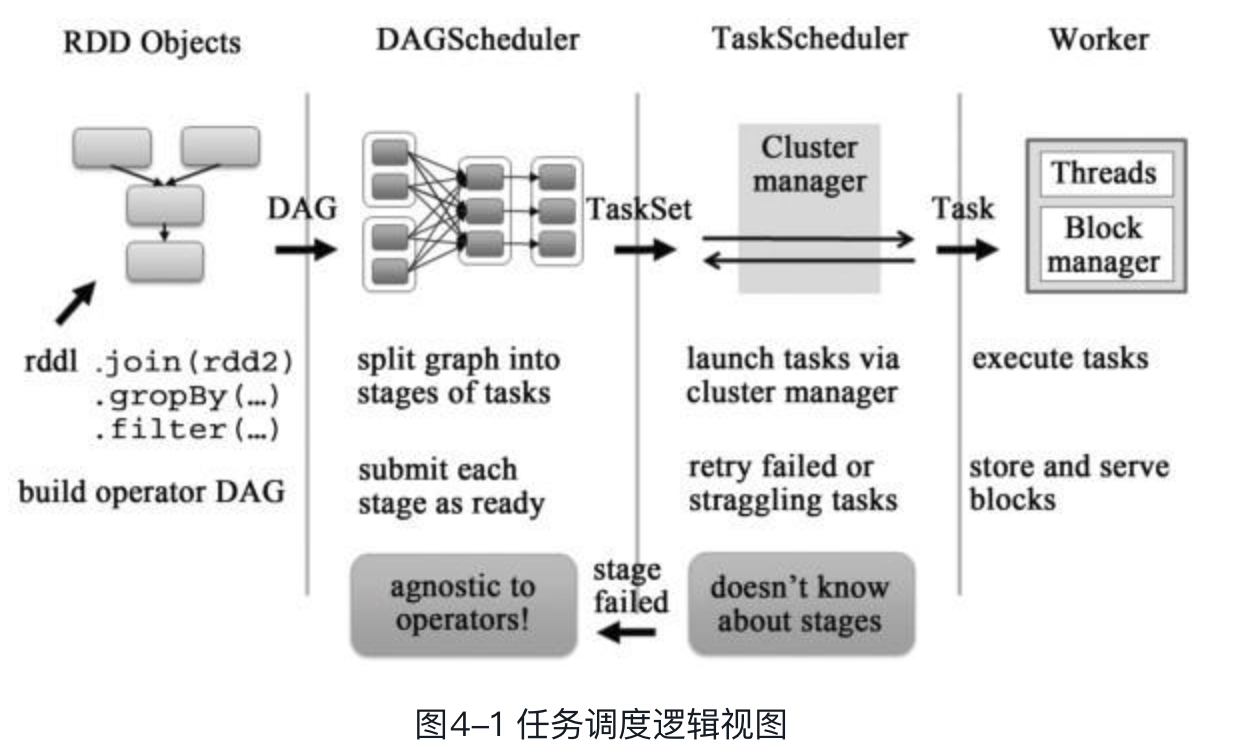 RDD Objects
DAGScheduler
TaskScheduler
Worker
DAG
TaskSet
Cluster
manager
Task
Threads
Block
manager
rddl .join(rdd2)
.gropBy(…)
.filter(…)
build operator DAG
split graph into
stages of tasks
submit each
stage as ready
launch tasks via
cluster manager
retry failed or
straggling tasks
execute tasks
store and serve
blocks
agnostic to
operators!
stage
failed
doesn't know
about stages
图4–1 任务调度逻辑视图